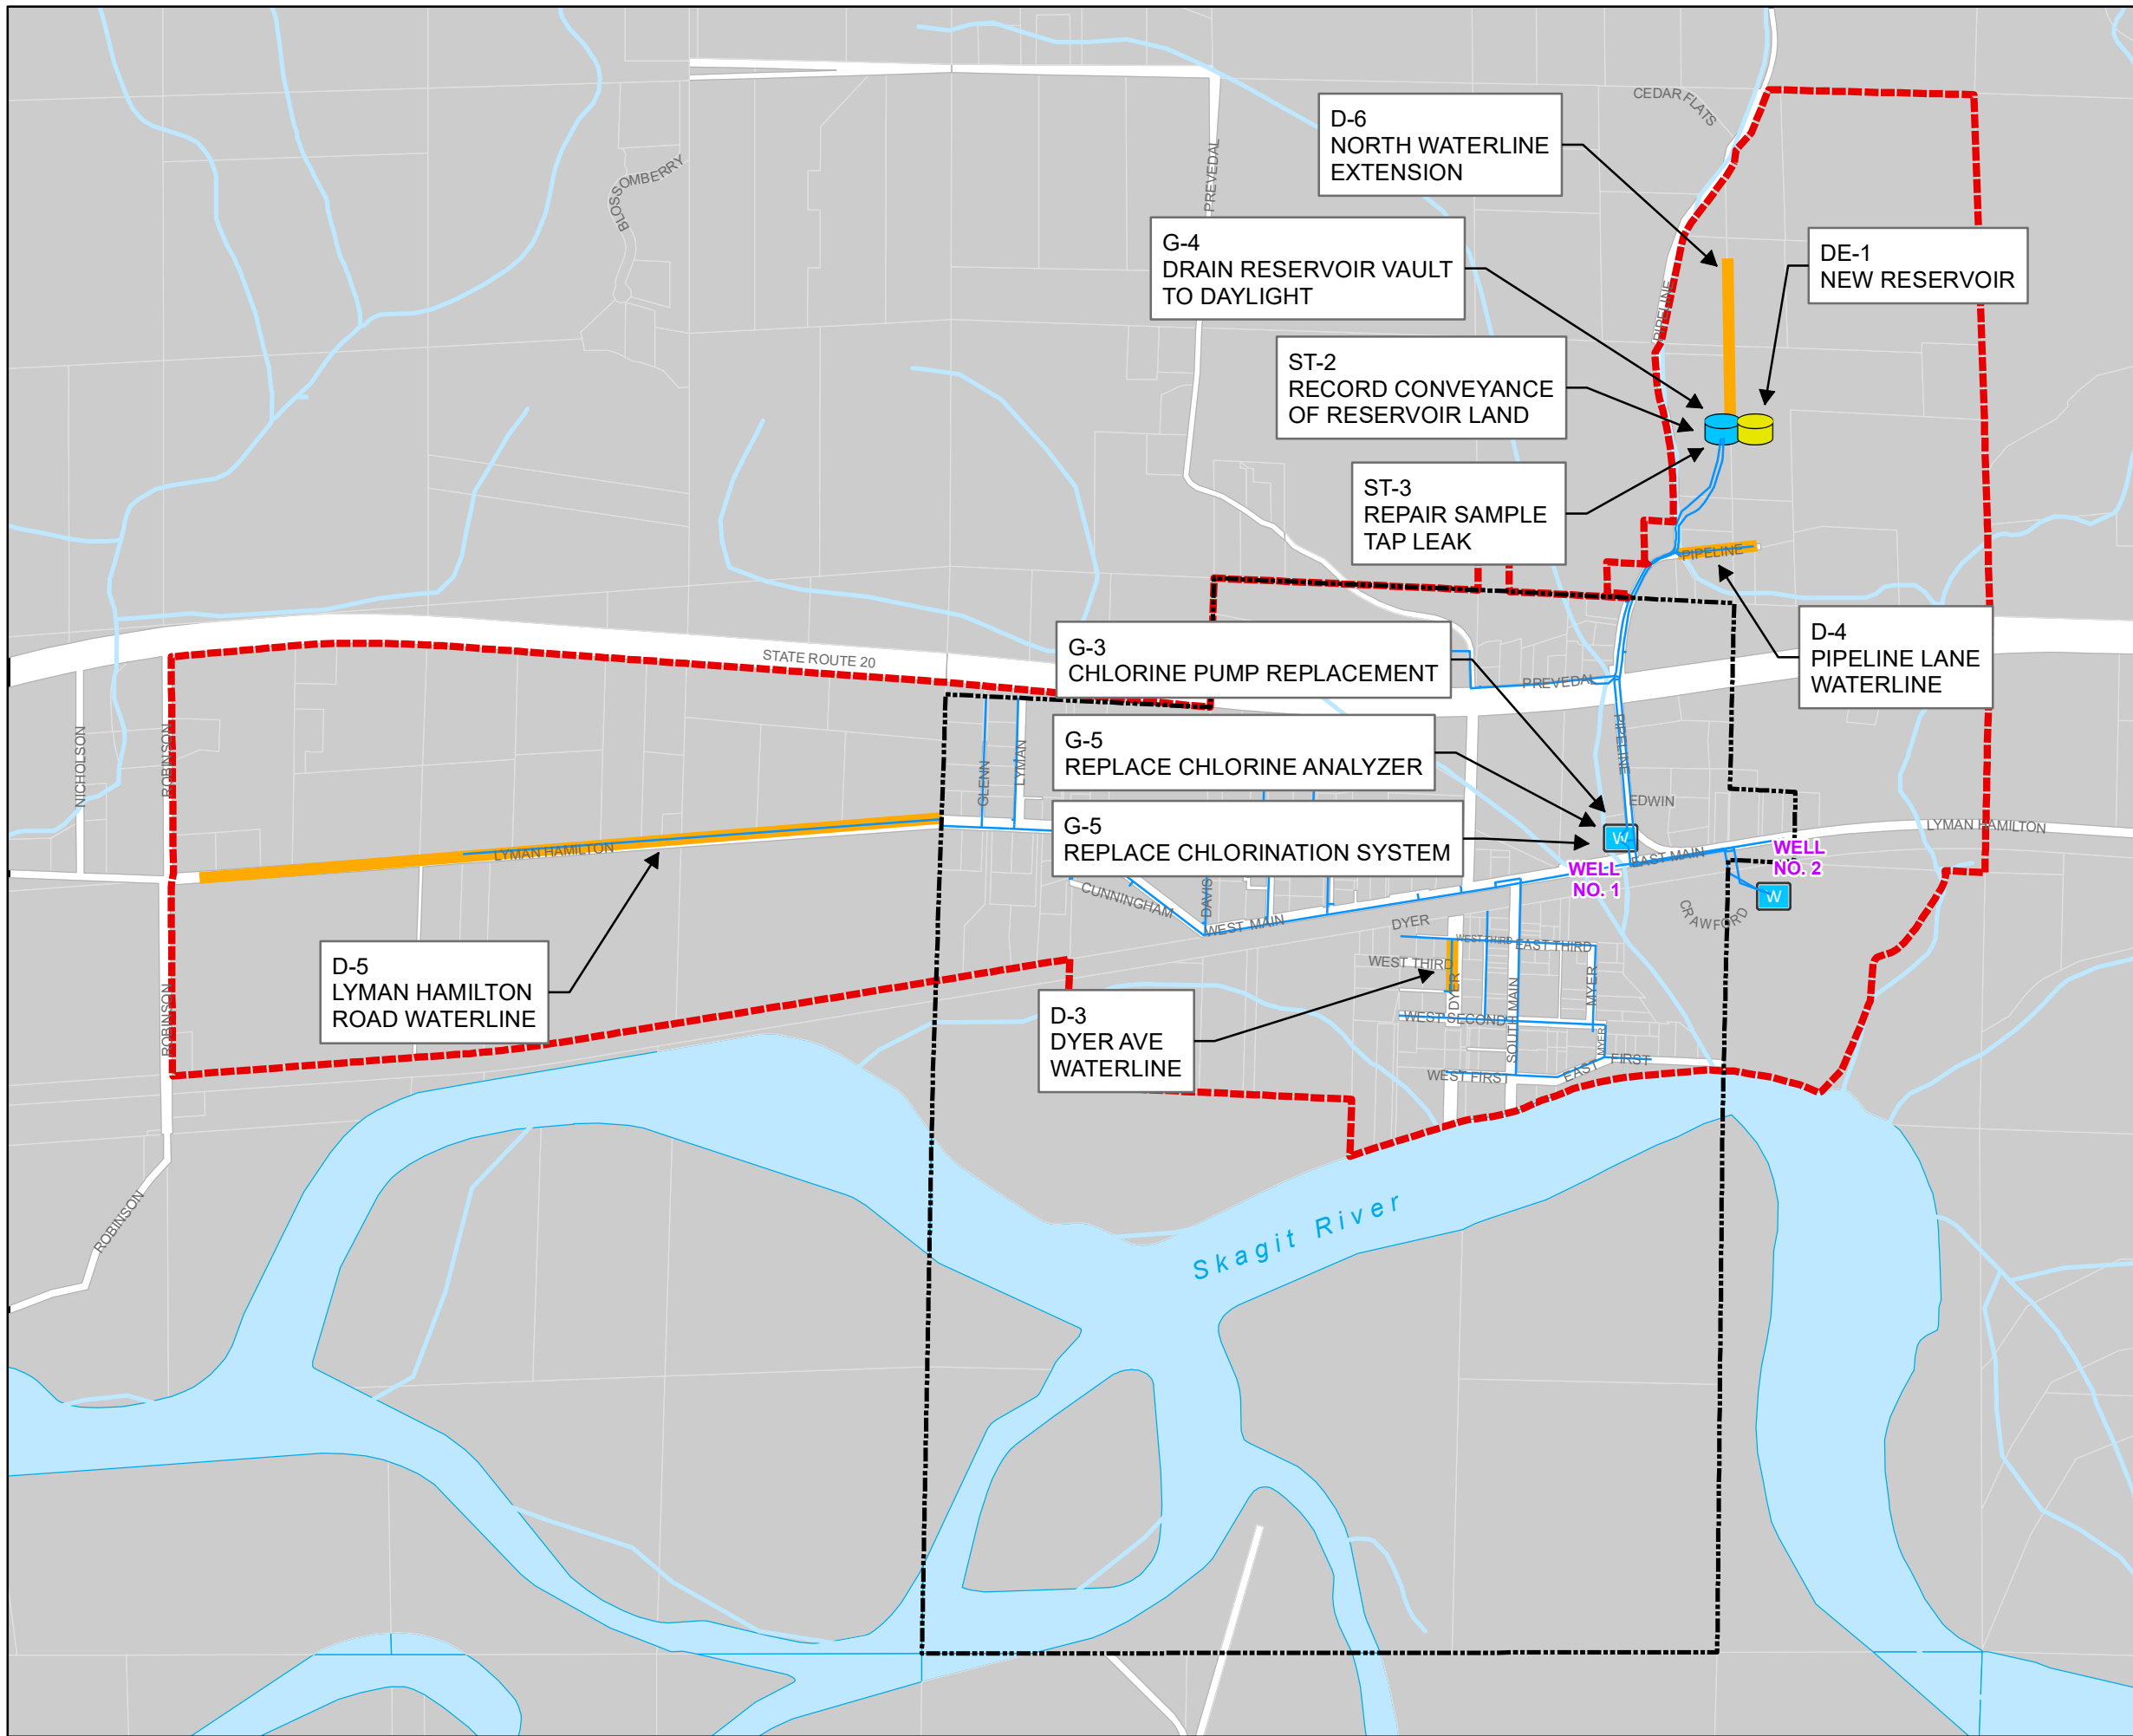 CEDAR FLATS
D-6
NORTH WATERLINE
EXTENSION
BLOSSOMBERRY
PREVEDAL
G-4
DRAIN RESERVOIR VAULT
TO DAYLIGHT
DE-1
NEW RESERVOIR
PIPELINE
ST-2
RECORD CONVEYANCE
OF RESERVOIR LAND
ST-3
REPAIR SAMPLE
TAP LEAK
PIPELINE
D-4
PIPELINE LANE
WATERLINE
G-3
CHLORINE PUMP REPLACEMENT
STATE ROUTE 20
PREVEDAL
NICHOLSON
ROBINSON
GLENN
LYMAN
PIPELINE
G-5
REPLACE CHLORINE ANALYZER
EDWIN
G-5
REPLACE CHLORINATION SYSTEM
W
LYMAN HAMILTON
LYMAN HAMILTON
EAST MAIN
WELL
NO. 1
WELL
NO. 2
W
CUNNINGHAM
DAVIS
WEST MAIN
DYER
CRAWFORD
WEST THIRD
EAST THIRD
WEST THIRD
DYER
SOUTH MAIN
MYER
D-5
LYMAN HAMILTON
ROAD WATERLINE
ROBINSON
D-3
DYER AVE
WATERLINE
WEST SECOND
MYER
WEST FIRST
EAST FIRST
ROBINSON
Skagit River